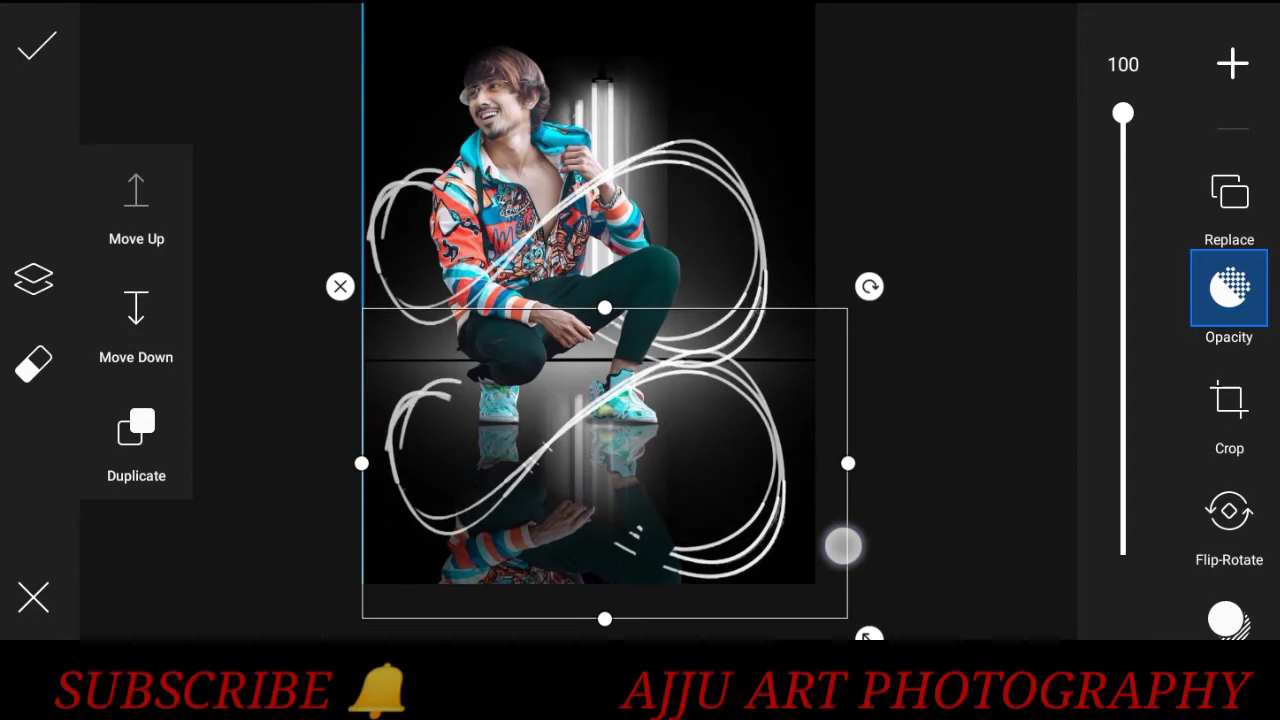 100
Move Up
Replace
Opacity
Move Down
Crop
Duplicate
Flip-Rotate
SUBSCRIBE 🔔 AJJU ART PHOTOGRAPHY